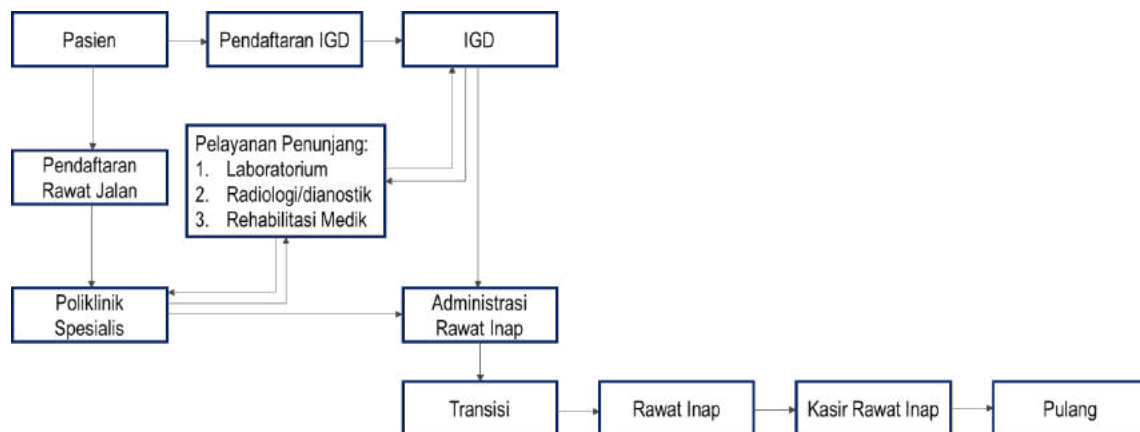 Pasien
Pendaftaran IGD
IGD
Pelayanan Penunjang:
1. Laboratorium
2. Radiologi/dianostik
3. Rehabilitasi Medik
Pendaftaran
Rawat Jalan
Poliklinik
Spesialis
Administrasi
Rawat Inap
Transisi
Rawat Inap
Kasir Rawat Inap
Pulang